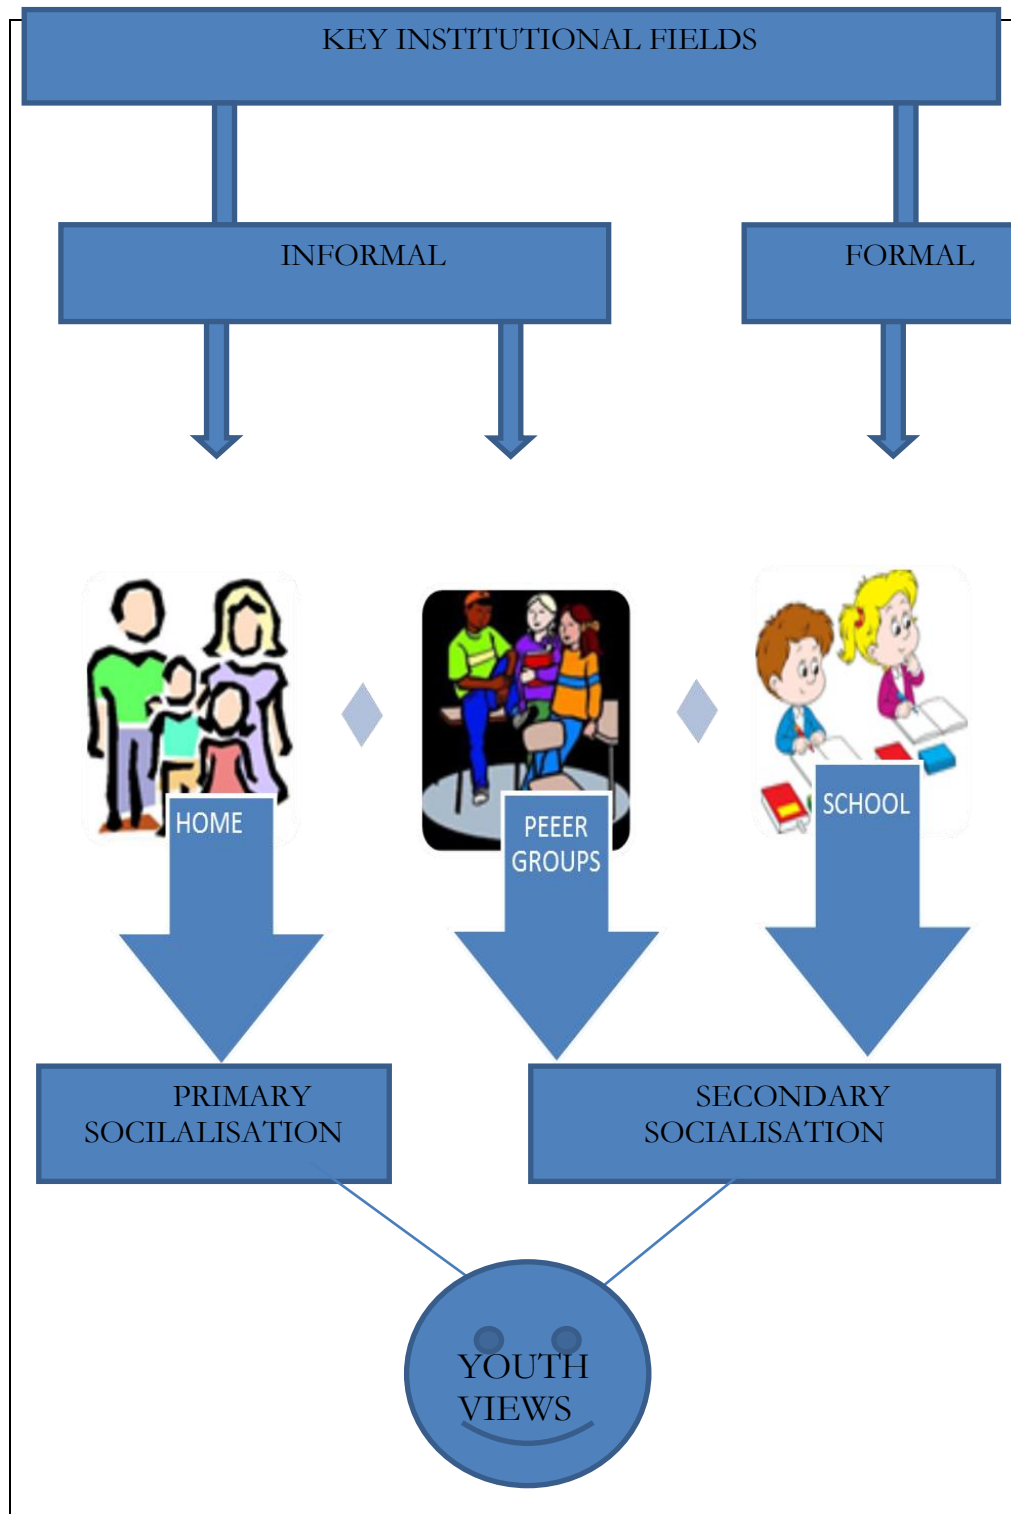 KEY INSTITUTIONAL FIELDS
INFORMAL
FORMAL
HOME
PEEER
GROUPS
SCHOOL
PRIMARY
SOCILALISATION
SECONDARY
SOCIALISATION
YOUTH
VIEWS